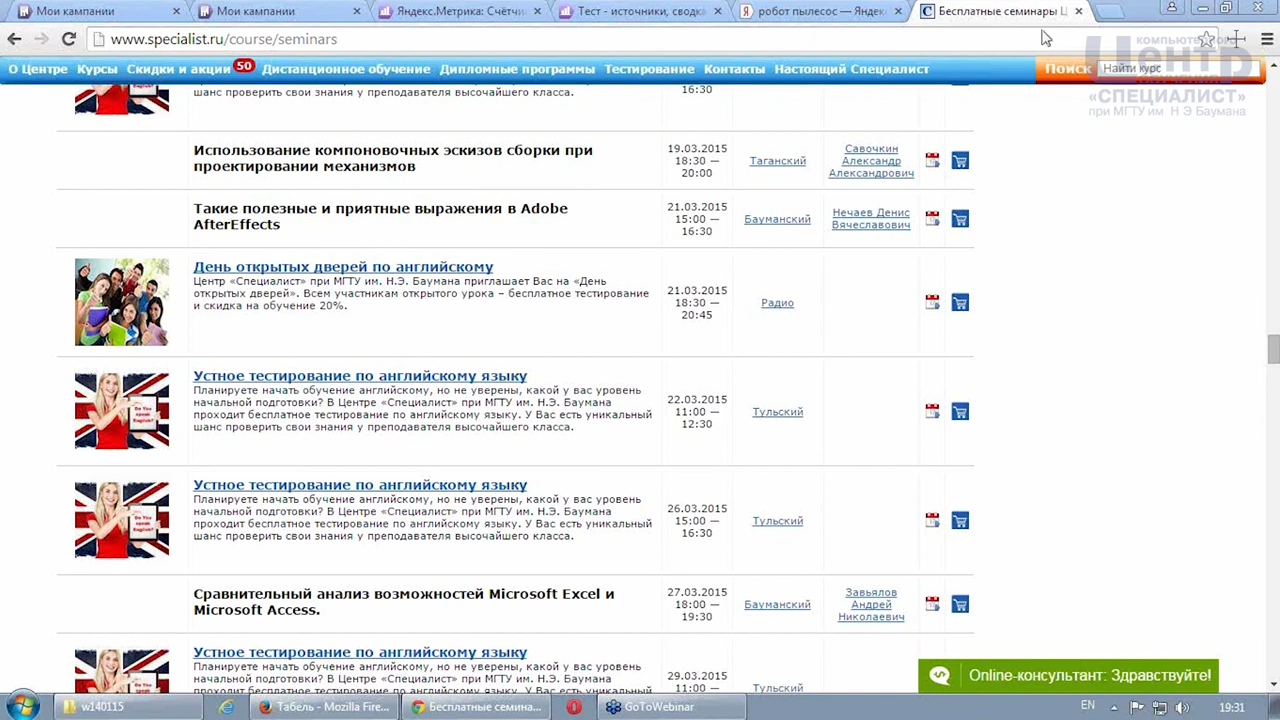 Мои кампании
Мои кампании
Яндекс.Метрика: Счётчи
Тест - источники, сводка
робот пылесос — Яндек
Бесплатные семинары Ц
www.specialist.ru/course/seminars
компьютерного
Центр
обучения
«СПЕЦИАЛИСТ»
при МГТУ им Н Э Баумана
О Центре Курсы Скидки и акции 50 Дистанционное обуче программы Тестирование Контакты Настоящий Специалист Поиск Найти курс
шанс проверить свои знания у преподавателя высочайшего класса.
16:30
Использование компоновочных эскизов сборки при
проектировании механизмов
19.03.2015
18:30 —
20:00
Таганский
Савочкин
Александр
Александрович
Такие полезные и приятные выражения в Adobe
AfterEffects
21.03.2015
15:00 —
16:30
Бауманский
Нечаев Денис
Вячеславович
День открытых дверей по английскому
Центр «Специалист» при МГТУ им. Н.Э. Баумана приглашает Вас на «День
открытых дверей». Всем участникам открытого урока – бесплатное тестирование
и скидка на обучение 20%.
21.03.2015
18:30 —
20:45
Радио
Устное тестирование по английскому языку
Планируете начать обучение английскому, но не уверены, какой у вас уровень
начальной подготовки? В Центре «Специалист» при МГТУ им. Н.Э. Баумана
проходит бесплатное тестирование по английскому языку. У Вас есть уникальный
шанс проверить свои знания у преподавателя высочайшего класса.
22.03.2015
11:00 —
12:30
Тульский
Устное тестирование по английскому языку
Планируете начать обучение английскому, но не уверены, какой у вас уровень
начальной подготовки? В Центре «Специалист» при МГТУ им. Н.Э. Баумана
проходит бесплатное тестирование по английскому языку. У Вас есть уникальный
шанс проверить свои знания у преподавателя высочайшего класса.
26.03.2015
15:00 —
16:30
Тульский
Сравнительный анализ возможностей Microsoft Excel и
Microsoft Access.
27.03.2015
18:00 —
19:30
Бауманский
Завьялов
Андрей
Николаевич
Устное тестирование по английскому языку
Планируете начать обучение английскому, но не уверены, какой у вас уровень
начальной подготовки? В Центре «Специалист» при МГТУ им. Н.Э. Баумана
29.03.2015
11:00 —
Тульский
Online-консультант: Здравствуйте!
w140115
Табель - Mozilla Fire...
Бесплатные семина...
GoToWebinar
EN
19:31